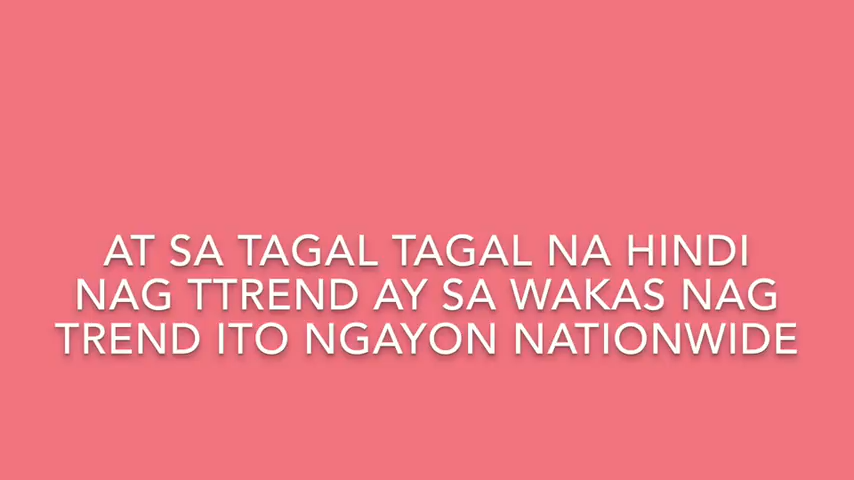 AT SA TAGAL TAGAL NA HINDI
NAG TTREND AY SA WAKAS NAG
TREND ITO NGAYON NATIONWIDE